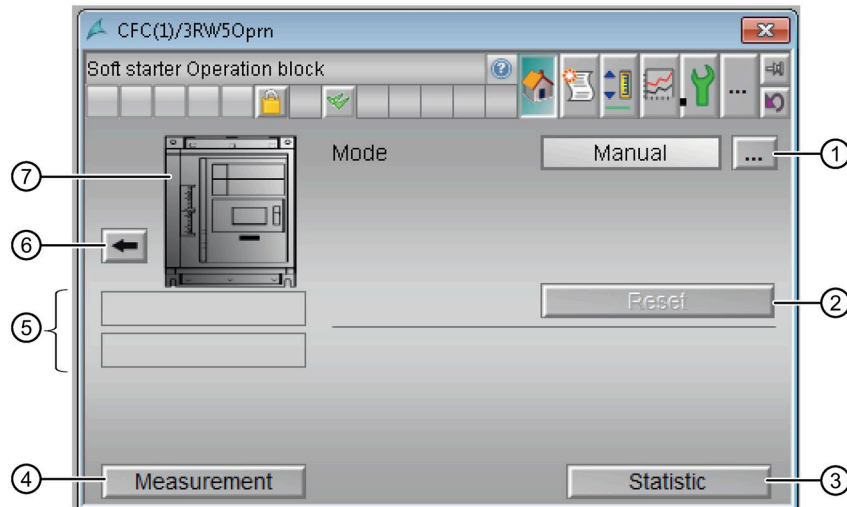 CFC(1)/3RW5Oprn
Soft starter Operation block
...
Mode Manual ... 1
7
6
Reset 2
5
4 Measurement Statistic 3